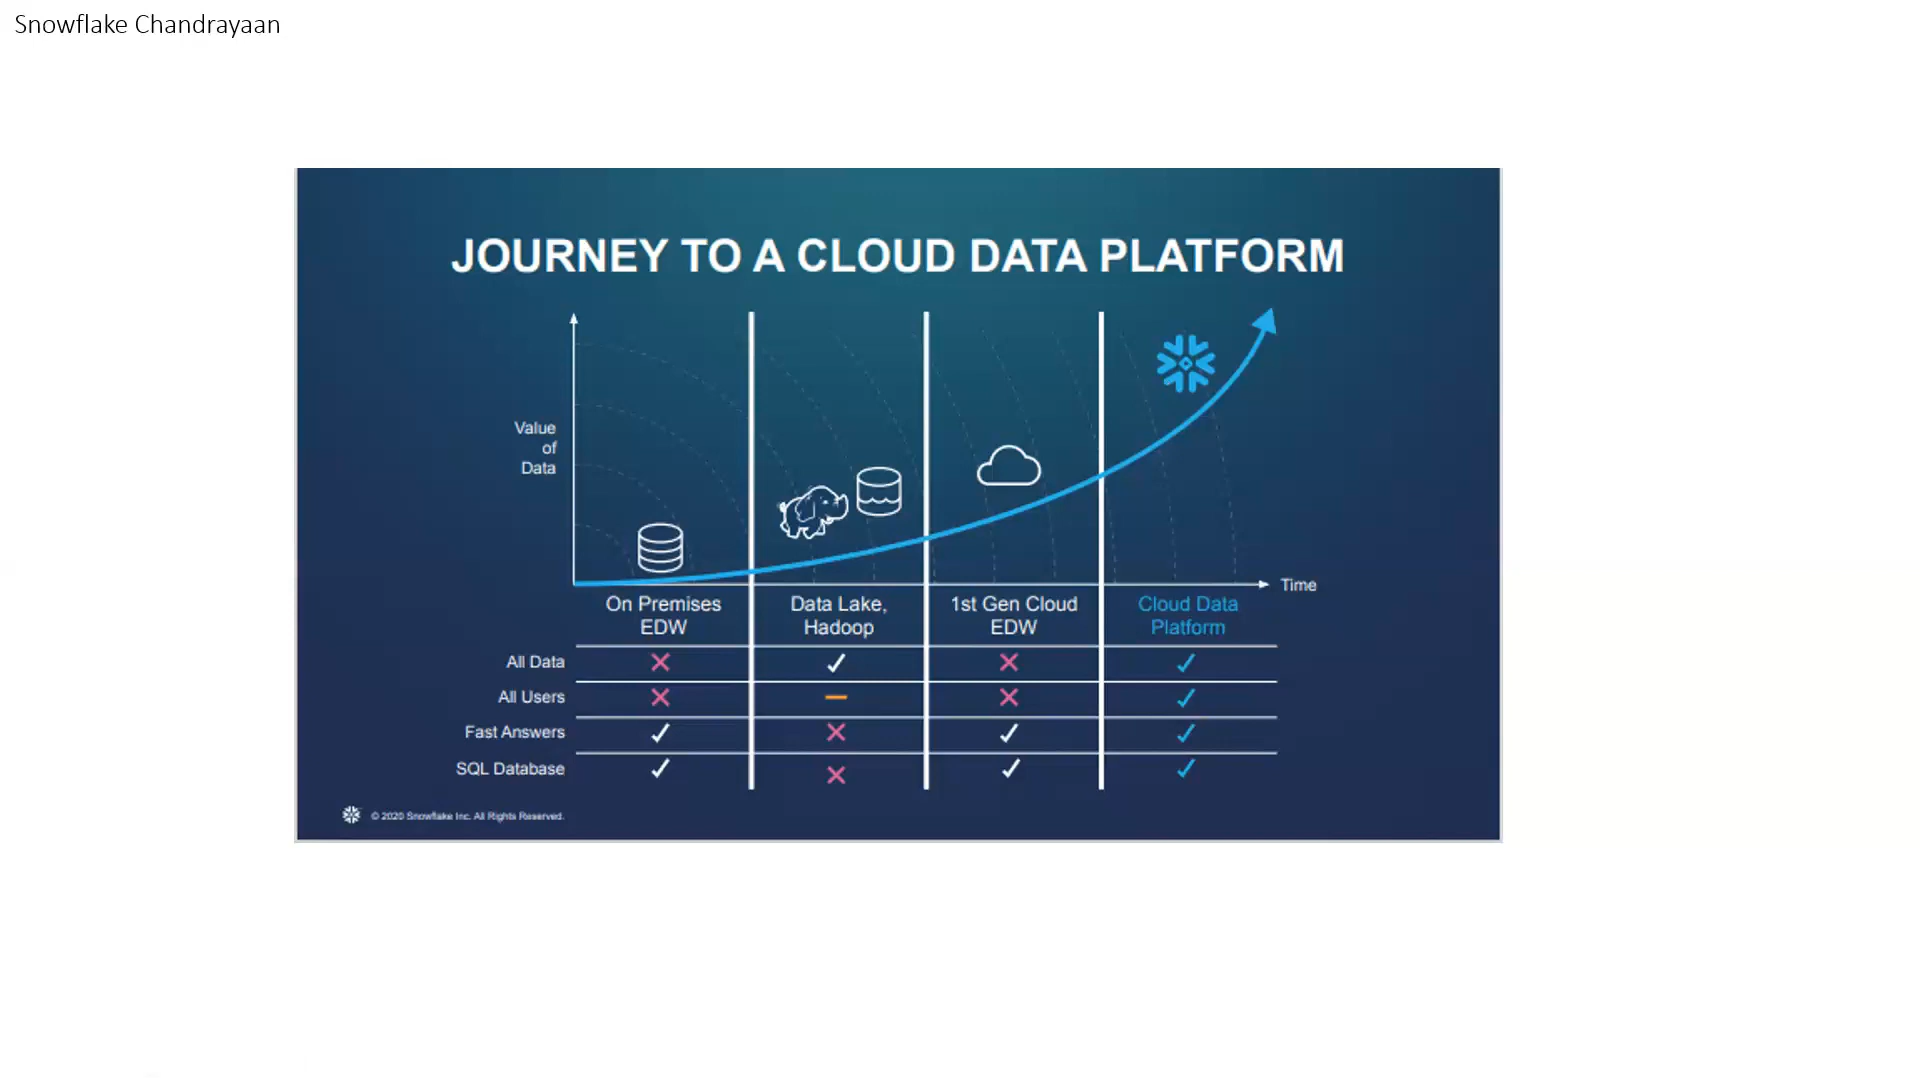 Snowflake Chandrayaan
JOURNEY TO A CLOUD DATA PLATFORM
Value
of
Data
Time
On Premises
EDW
Data Lake,
Hadoop
1st Gen Cloud
EDW
Cloud Data
Platform
All Data
All Users
Fast Answers
SQL Database
© 2020 Snowflake Inc. All Rights Reserved.